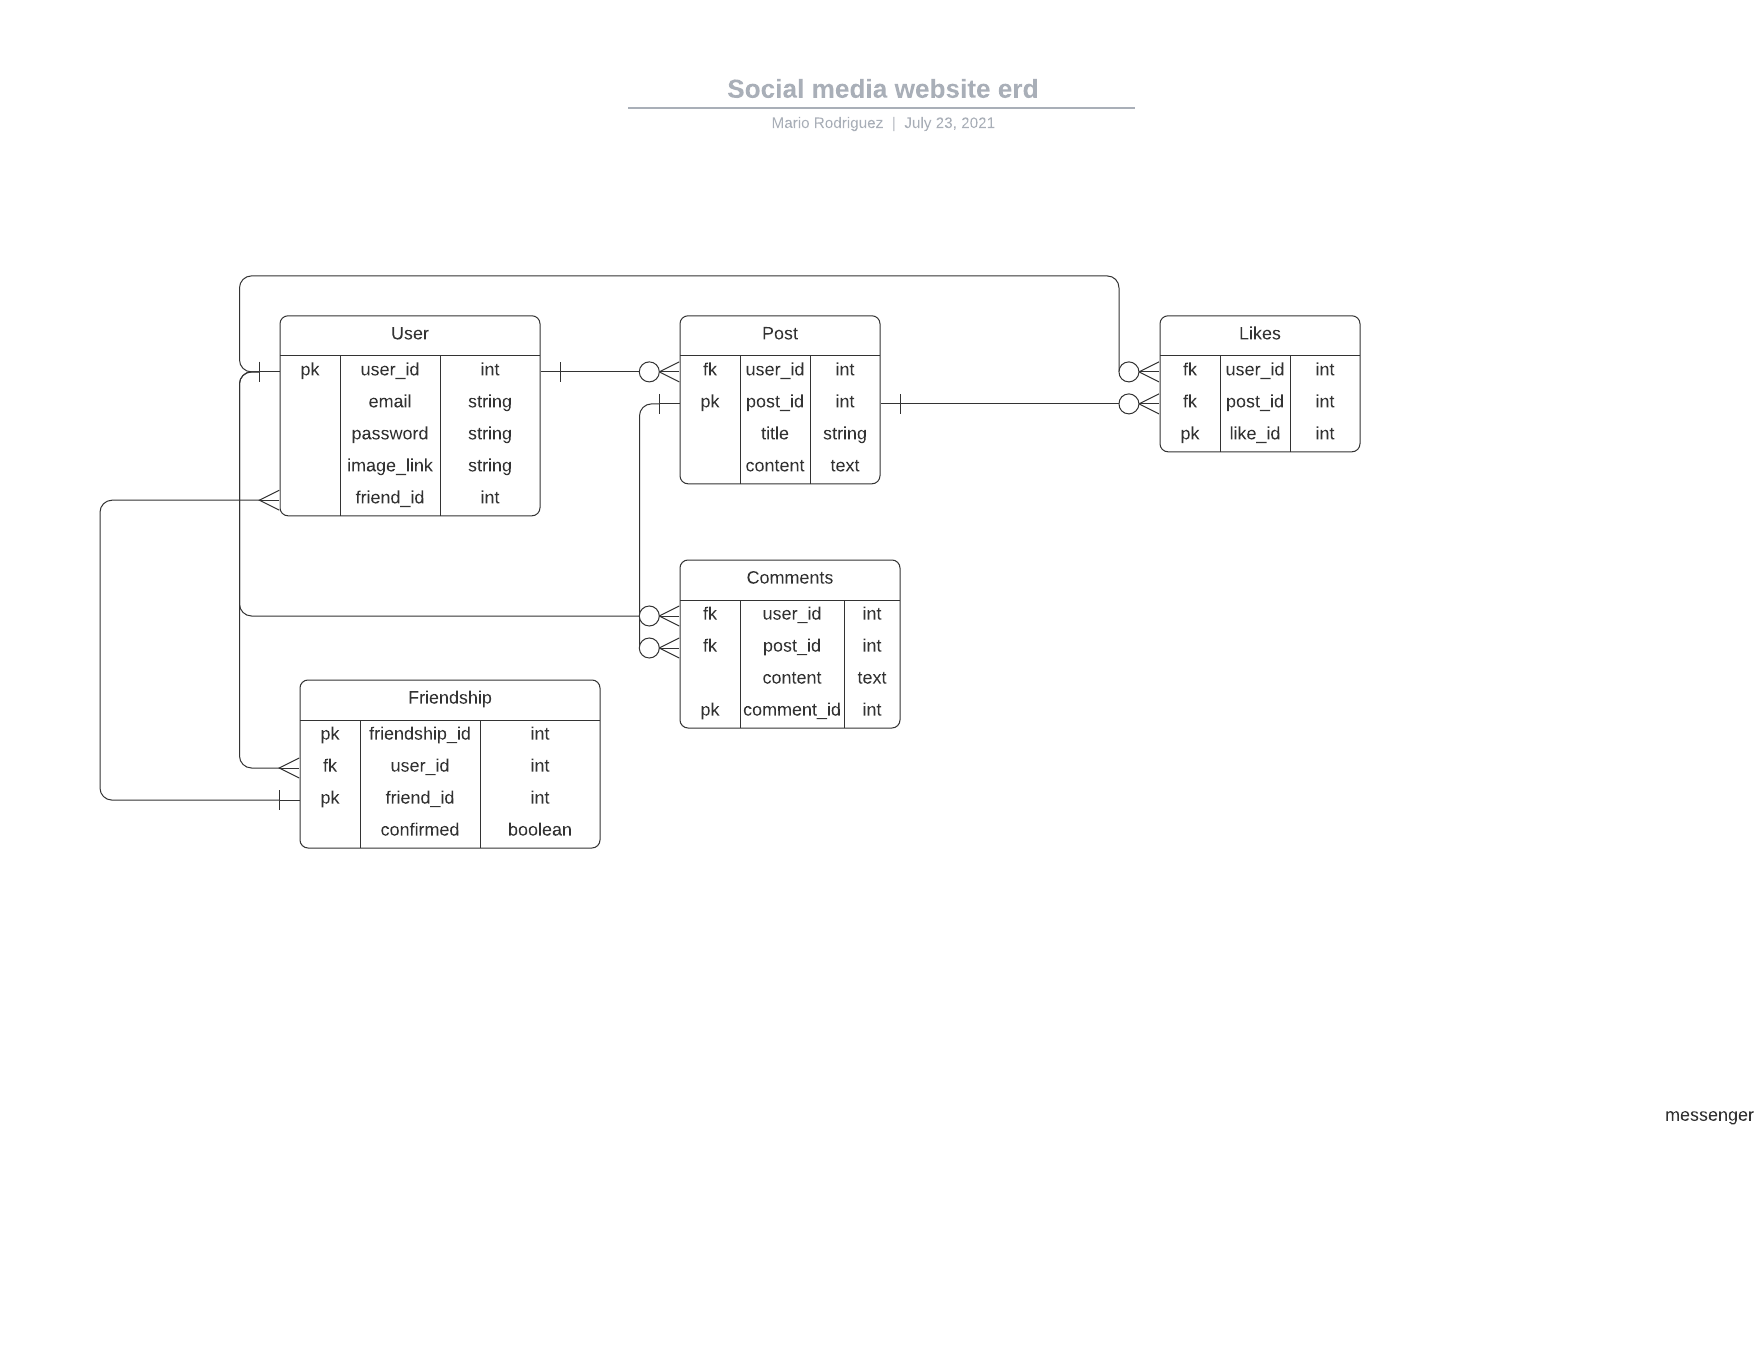 Social media website erd
Mario Rodriguez | July 23, 2021
User
pk user_id int
email string
password string
image_link string
friend_id int
Post
fk user_id int
pk post_id int
title string
content text
Likes
fk user_id int
fk post_id int
pk like_id int
Comments
fk user_id int
fk post_id int
content text
pk comment_id int
Friendship
pk friendship_id int
fk user_id int
pk friend_id int
confirmed boolean
messenger